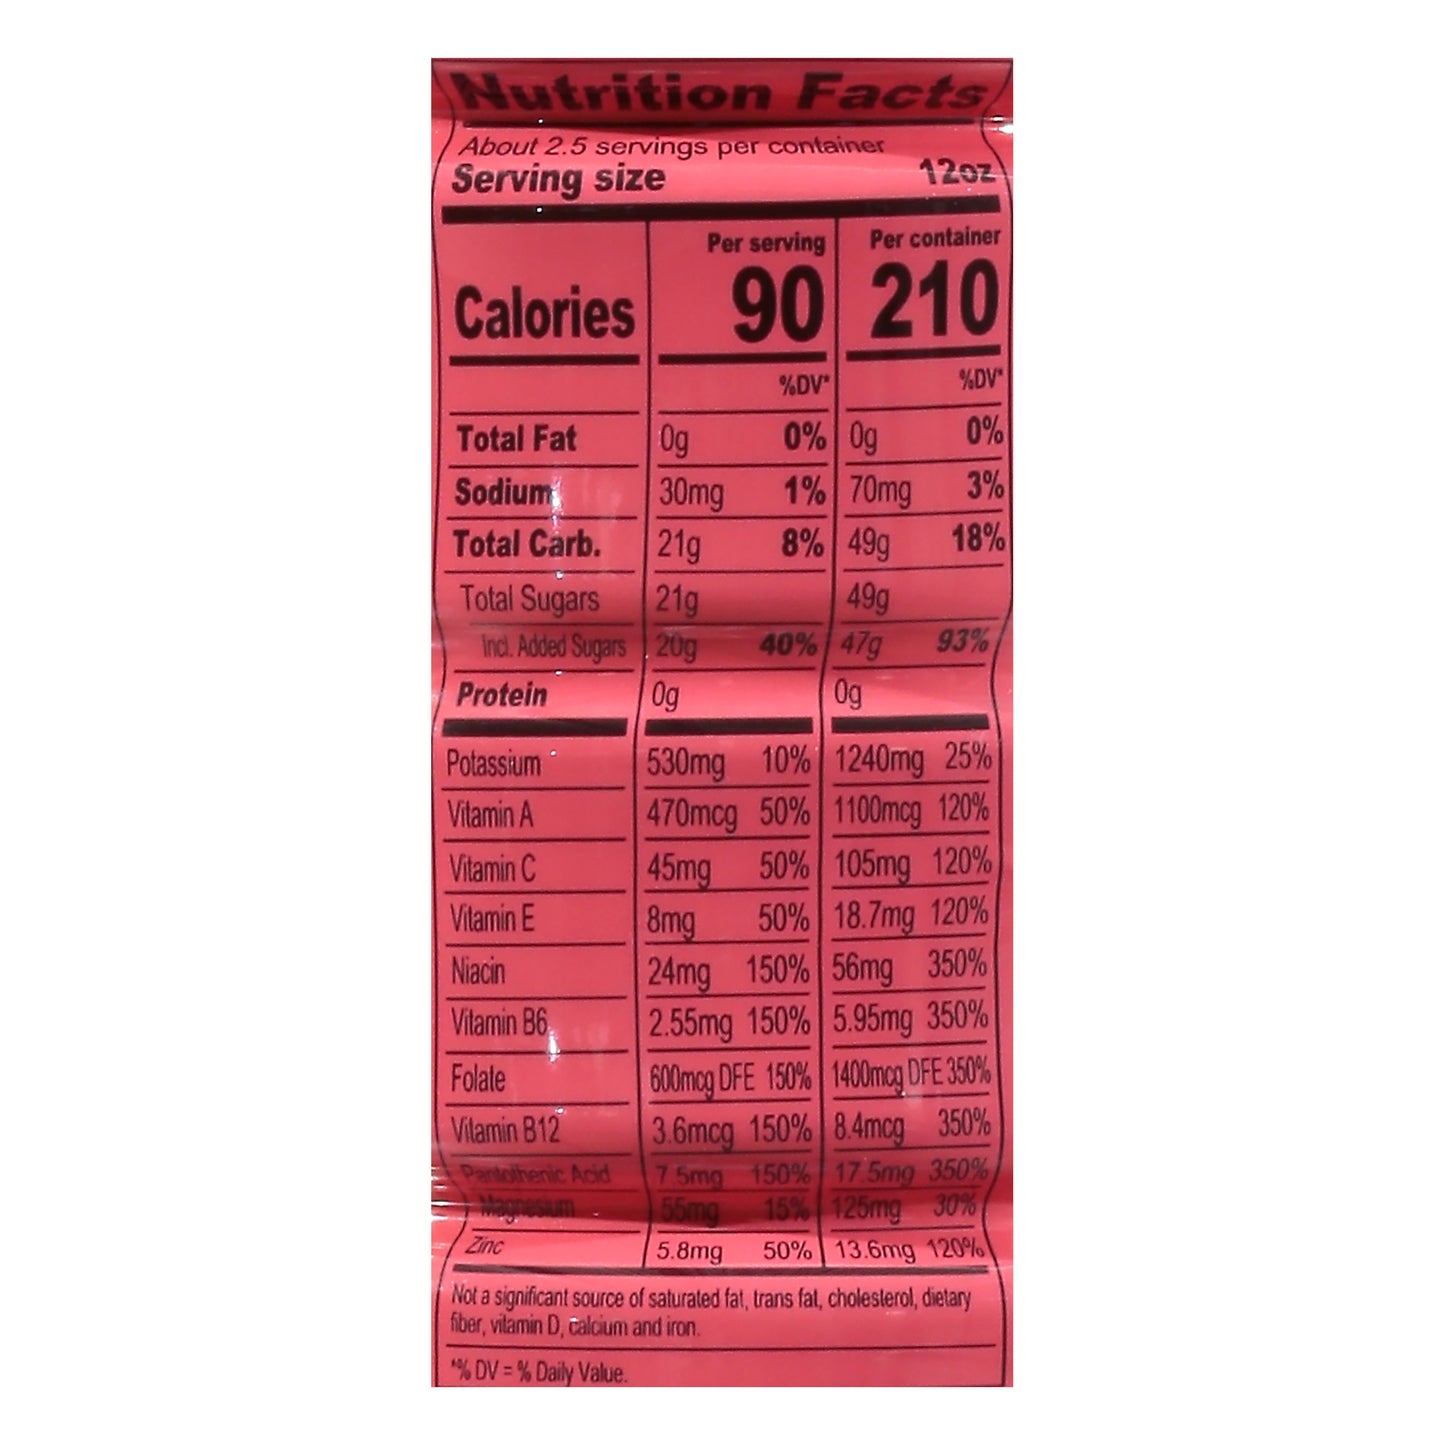 Nutrition Facts
About 2.5 servings per container
Serving size 12oz
Per serving Per container
Calories 90 210
%DV* %DV*
Total Fat 0g 0% 0g 0%
Sodium 30mg 1% 70mg 3%
Total Carb. 21g 8% 49g 18%
Total Sugars 21g 49g
Incl. Added Sugars 20g 40% 47g 93%
Protein 0g 0g
Potassium 530mg 10% 1240mg 25%
Vitamin A 470mcg 50% 1100mcg 120%
Vitamin C 45mg 50% 105mg 120%
Vitamin E 8mg 50% 18.7mg 120%
Niacin 24mg 150% 56mg 350%
Vitamin B6 2.55mg 150% 5.95mg 350%
Folate 600mcg DFE 150% 1400mcg DFE 350%
Vitamin B12 3.6mcg 150% 8.4mcg 350%
Pantothenic Acid 7.5mg 150% 17.5mg 350%
Magnesium 55mg 15% 125mg 30%
Zinc 5.8mg 50% 13.6mg 120%
Not a significant source of saturated fat, trans fat, cholesterol, dietary
fiber, vitamin D, calcium and iron.
*% DV = % Daily Value.